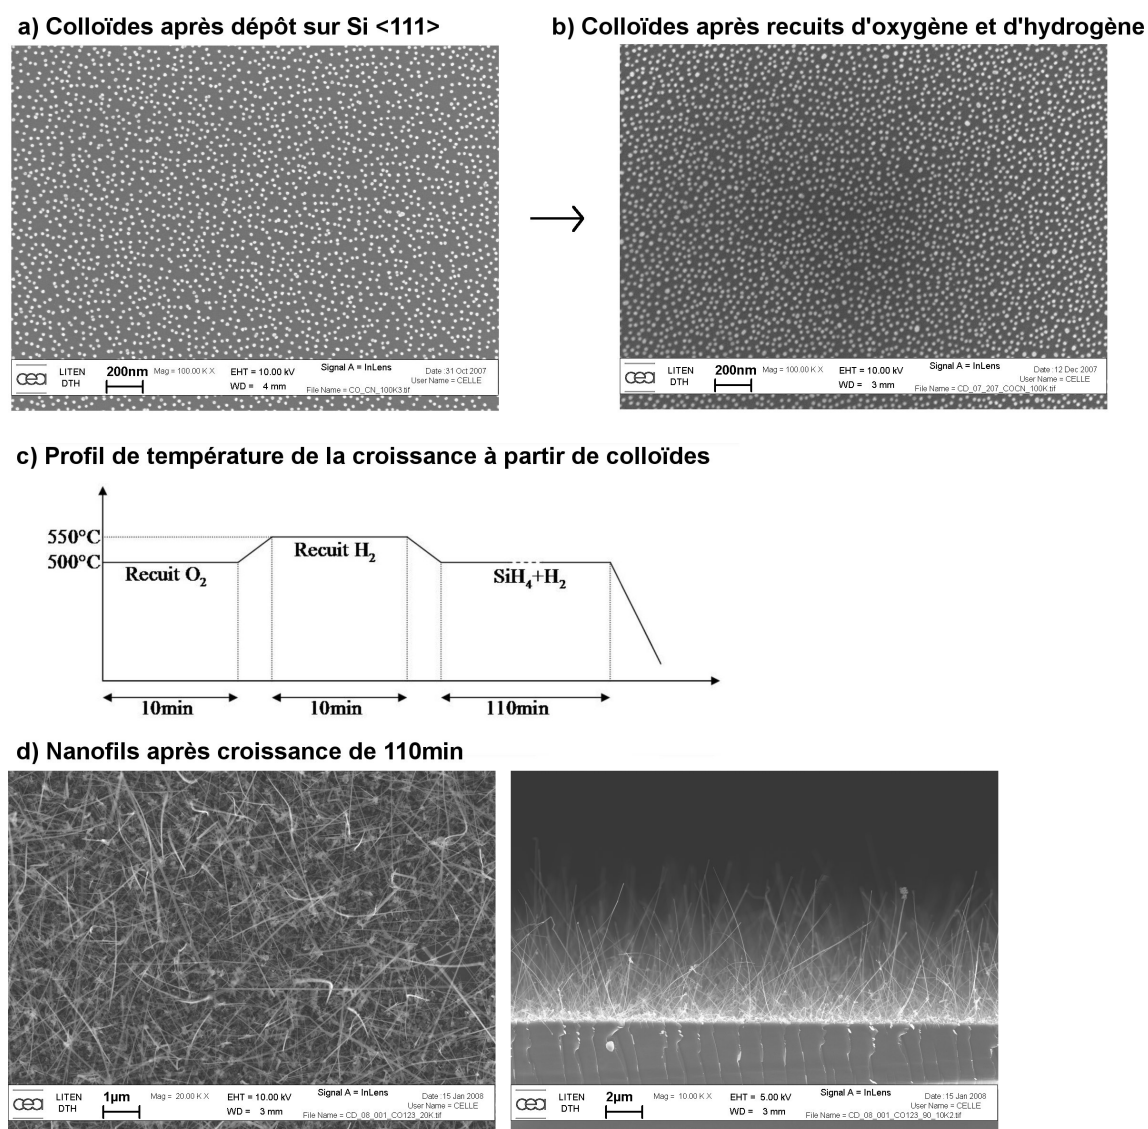 a) Colloïdes après dépôt sur Si <111>
b) Colloïdes après recuits d'oxygène et d'hydrogène
cea
LITEN
DTH
200nm
Mag = 100.00 K X
EHT = 10.00 kV
WD = 4 mm
Signal A = InLens
Date :31 Oct 2007
User Name = CELLE
File Name = CO_CN_100K3.tif
cea
LITEN
DTH
200nm
Mag = 100.00 K X
EHT = 10.00 kV
WD = 3 mm
Signal A = InLens
Date :12 Dec 2007
User Name = CELLE
File Name = CD_07_207_COCN_100K.tif
c) Profil de température de la croissance à partir de colloïdes
550°C
500°C
Recuit O₂
Recuit H₂
SiH₄+H₂
10min
10min
110min
d) Nanofils après croissance de 110min
cea
LITEN
DTH
1µm
Mag = 20.00 K X
EHT = 10.00 kV
WD = 3 mm
Signal A = InLens
Date :15 Jan 2008
User Name = CELLE
File Name = CD_08_001_CO123_20K.tif
cea
LITEN
DTH
2µm
Mag = 10.00 K X
EHT = 5.00 kV
WD = 3 mm
Signal A = InLens
Date :15 Jan 2008
User Name = CELLE
File Name = CD_08_001_CO123_90_10K2.tif